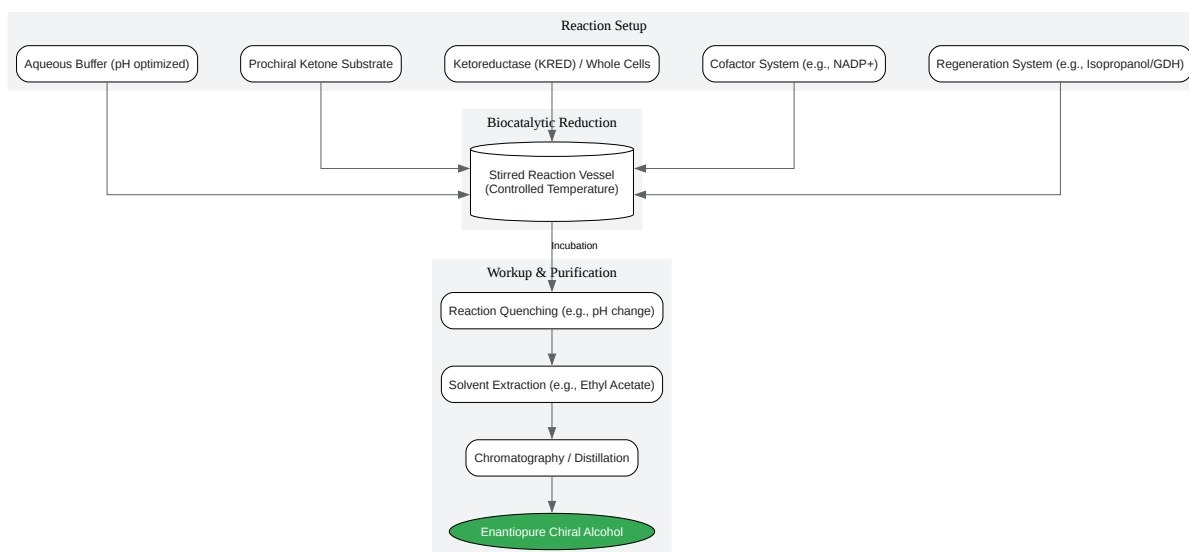 Reaction Setup
Aqueous Buffer (pH optimized)
Prochiral Ketone Substrate
Ketoreductase (KRED) / Whole Cells
Cofactor System (e.g., NADP+)
Regeneration System (e.g., Isopropanol/GDH)
Biocatalytic Reduction
Stirred Reaction Vessel
(Controlled Temperature)
Incubation
Workup & Purification
Reaction Quenching (e.g., pH change)
Solvent Extraction (e.g., Ethyl Acetate)
Chromatography / Distillation
Enantiopure Chiral Alcohol